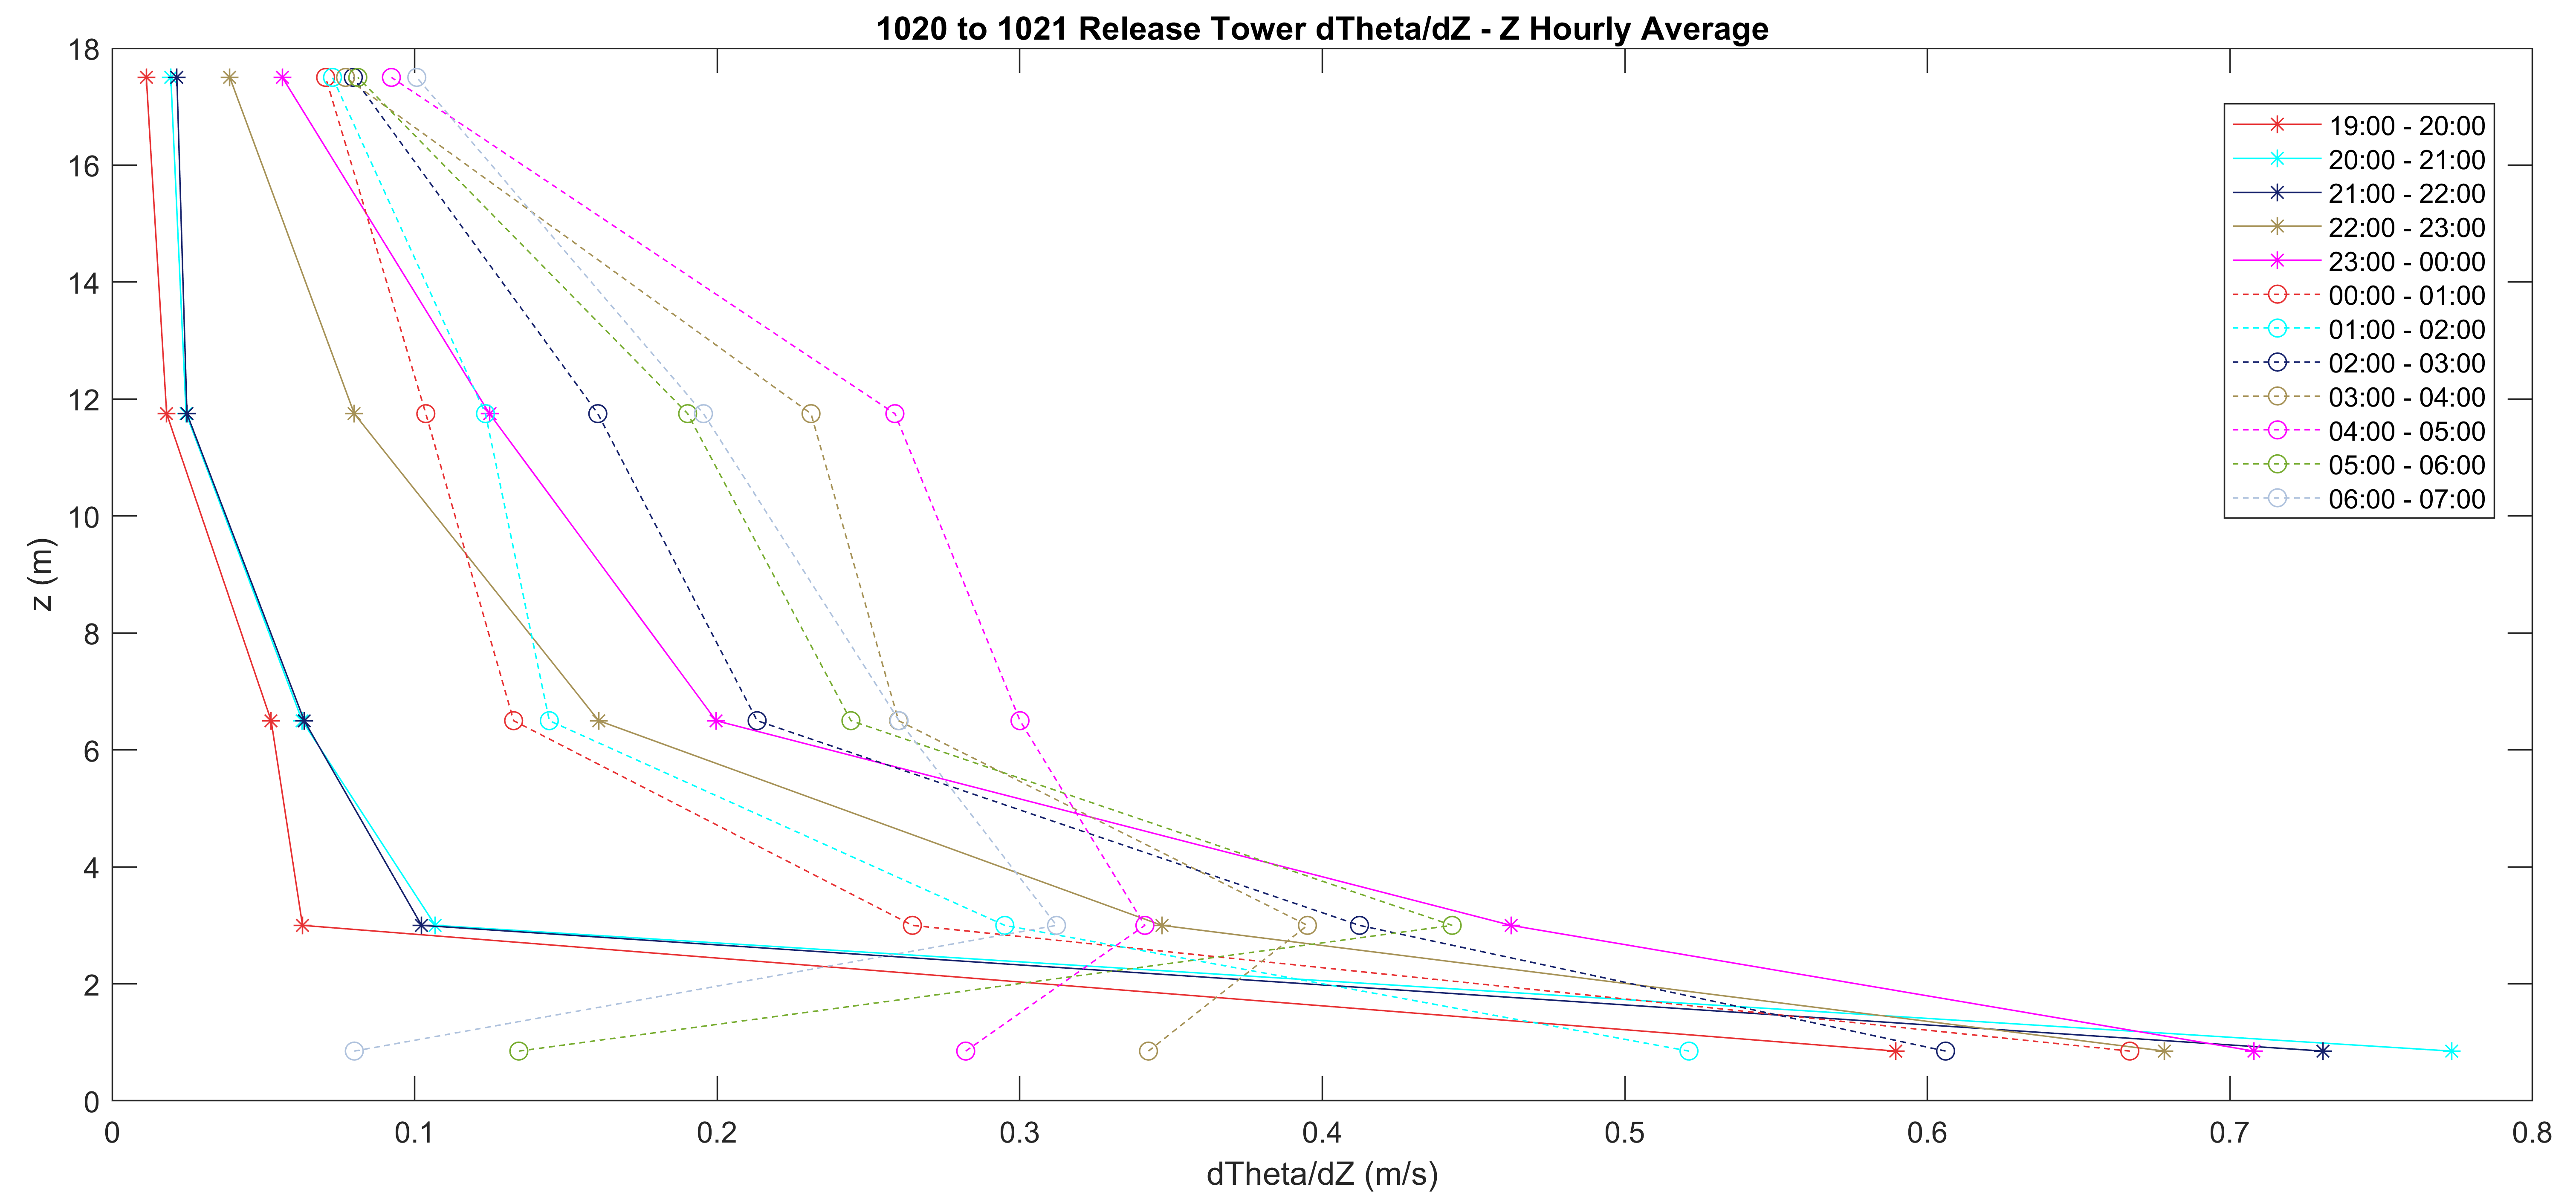 1020 to 1021 Release Tower dTheta/dZ - Z Hourly Average
18
16
14
12
10
8
6
4
2
0
z (m)
19:00 - 20:00
20:00 - 21:00
21:00 - 22:00
22:00 - 23:00
23:00 - 00:00
00:00 - 01:00
01:00 - 02:00
02:00 - 03:00
03:00 - 04:00
04:00 - 05:00
05:00 - 06:00
06:00 - 07:00
0 0.1 0.2 0.3 0.4 0.5 0.6 0.7 0.8
dTheta/dZ (m/s)